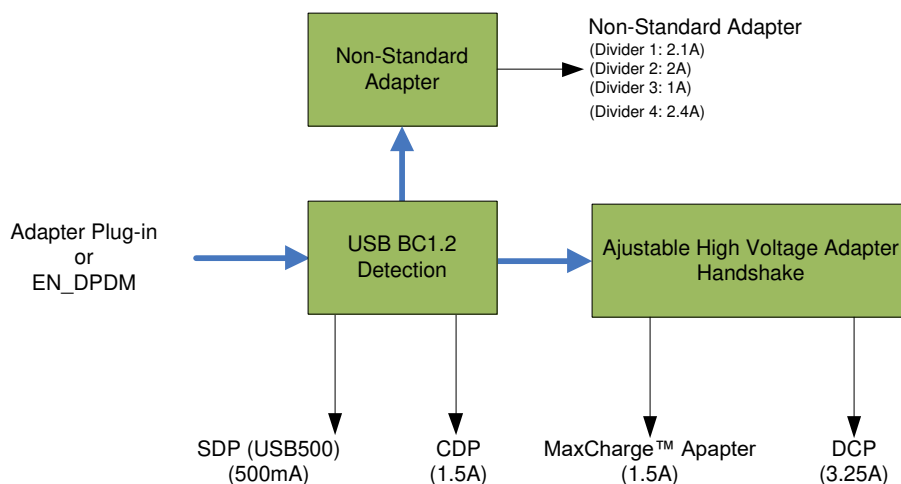 Non-Standard
Adapter
Non-Standard Adapter
(Divider 1: 2.1A)
(Divider 2: 2A)
(Divider 3: 1A)
(Divider 4: 2.4A)
Adapter Plug-in
or
EN_DPDM
USB BC1.2
Detection
Ajustable High Voltage Adapter
Handshake
SDP (USB500)
(500mA)
CDP
(1.5A)
MaxCharge™ Apapter
(1.5A)
DCP
(3.25A)